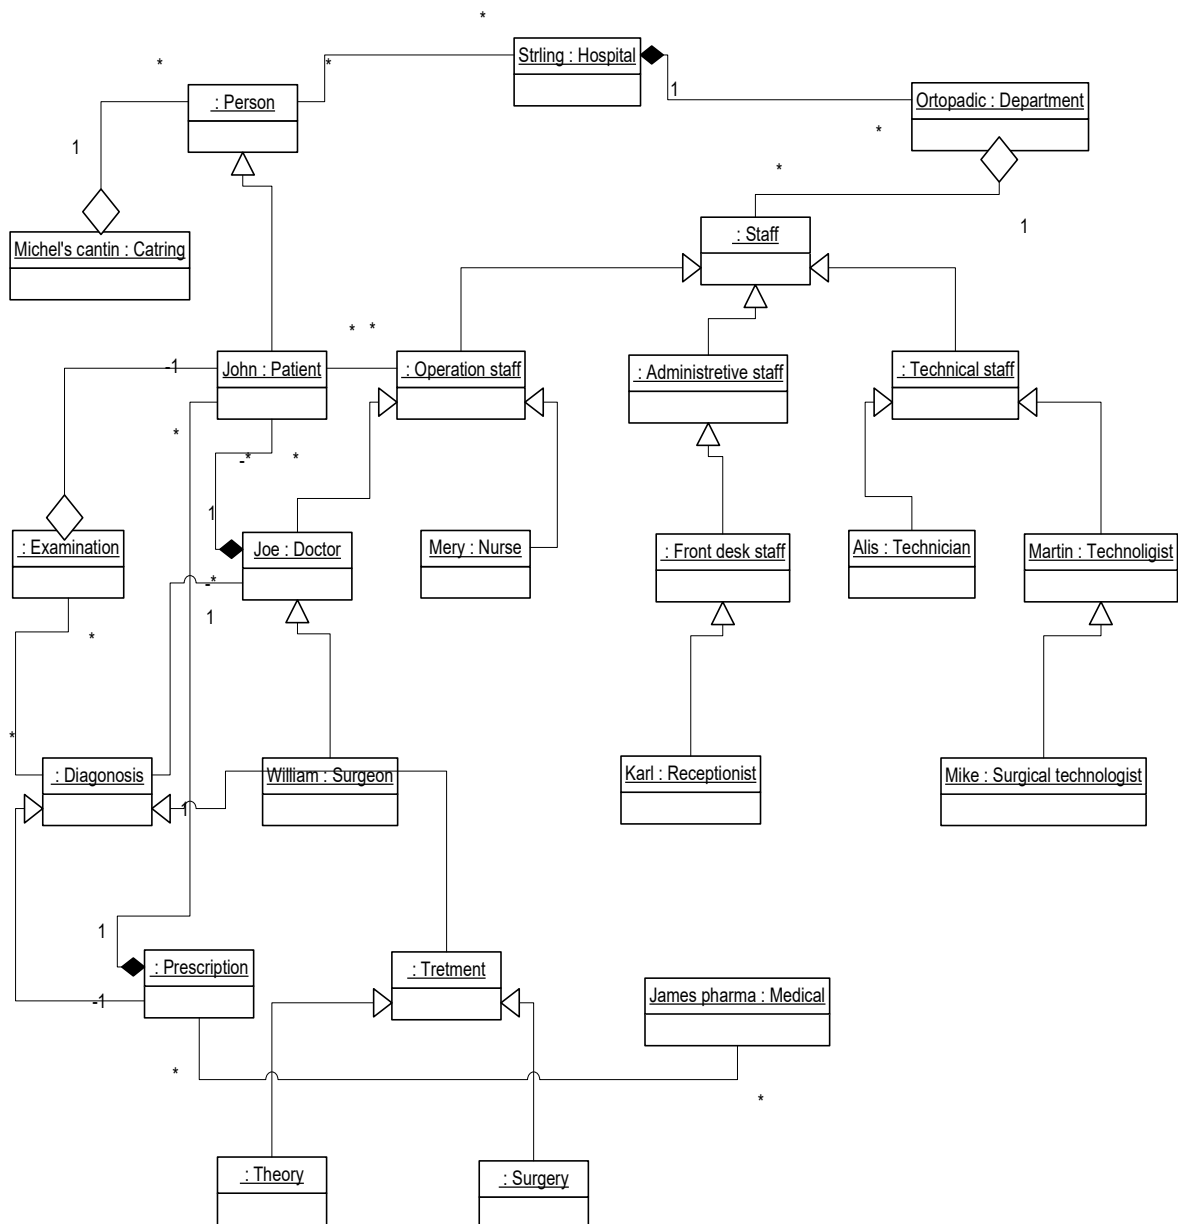 *
Strling : Hospital
*
*
*
: Person
1
Ortopadic : Department
*
1
*
1
: Staff
Michel's cantin : Catring
*
*
-1
John : Patient
: Operation staff
: Administretive staff
: Technical staff
*
-*
*
1
: Examination
Joe : Doctor
Mery : Nurse
: Front desk staff
Alis : Technician
Martin : Technoligist
-*
1
*
*
: Diagonosis
William : Surgeon
Karl : Receptionist
Mike : Surgical technologist
1
1
: Prescription
: Tretment
James pharma : Medical
-1
*
*
: Theory
: Surgery